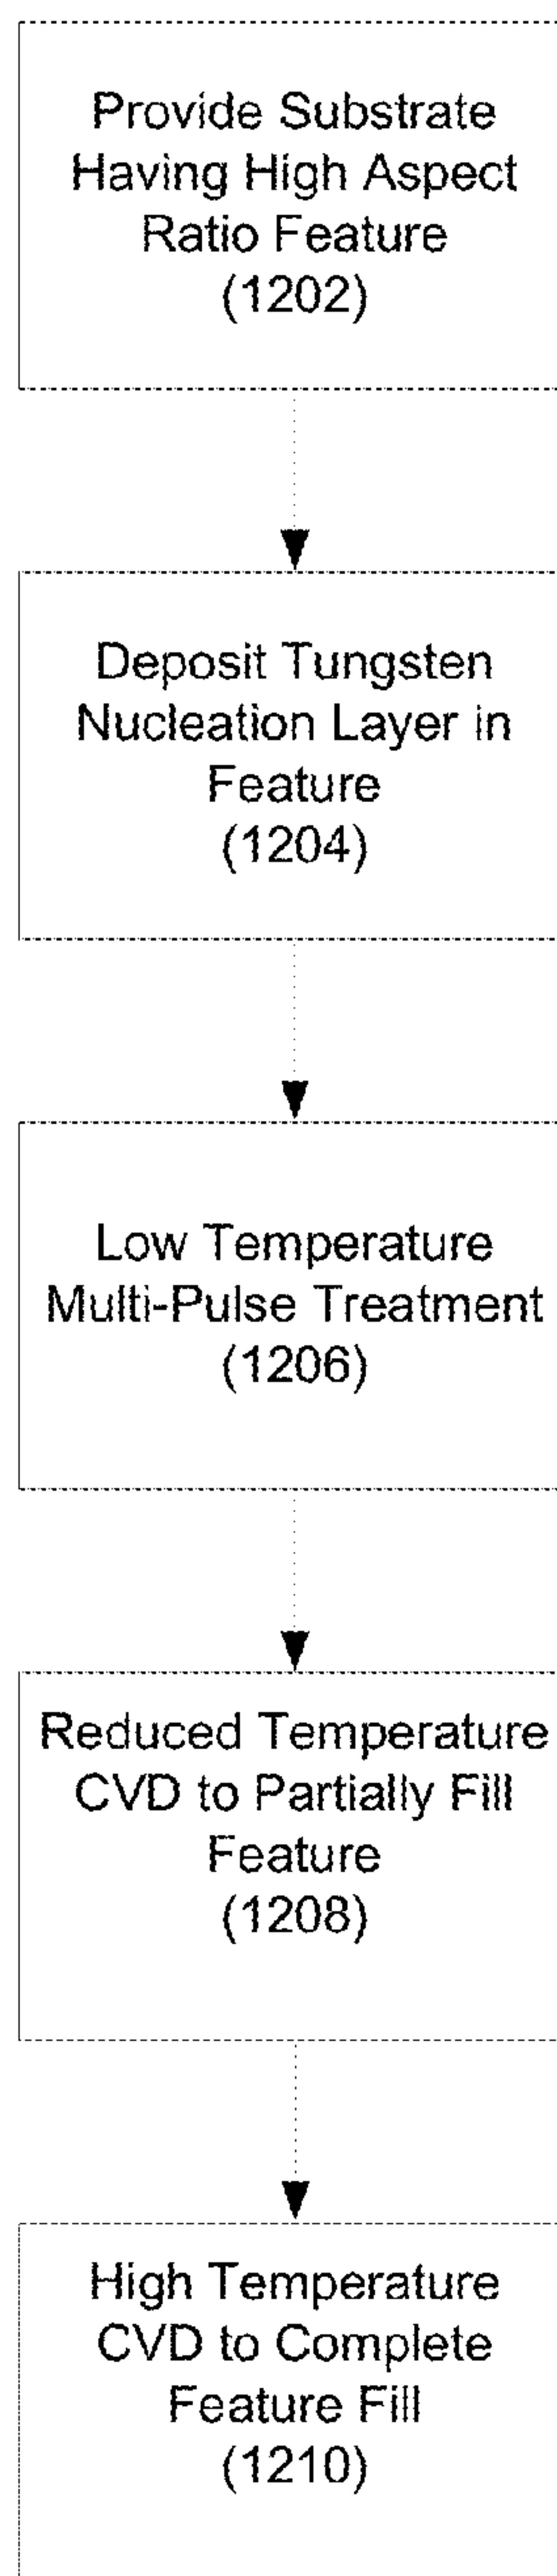 Provide Substrate
Having High Aspect
Ratio Feature
(1202)
Deposit Tungsten
Nucleation Layer in
Feature
(1204)
Low Temperature
Multi-Pulse Treatment
(1206)
Reduced Temperature
CVD to Partially Fill
Feature
(1208)
High Temperature
CVD to Complete
Feature Fill
(1210)